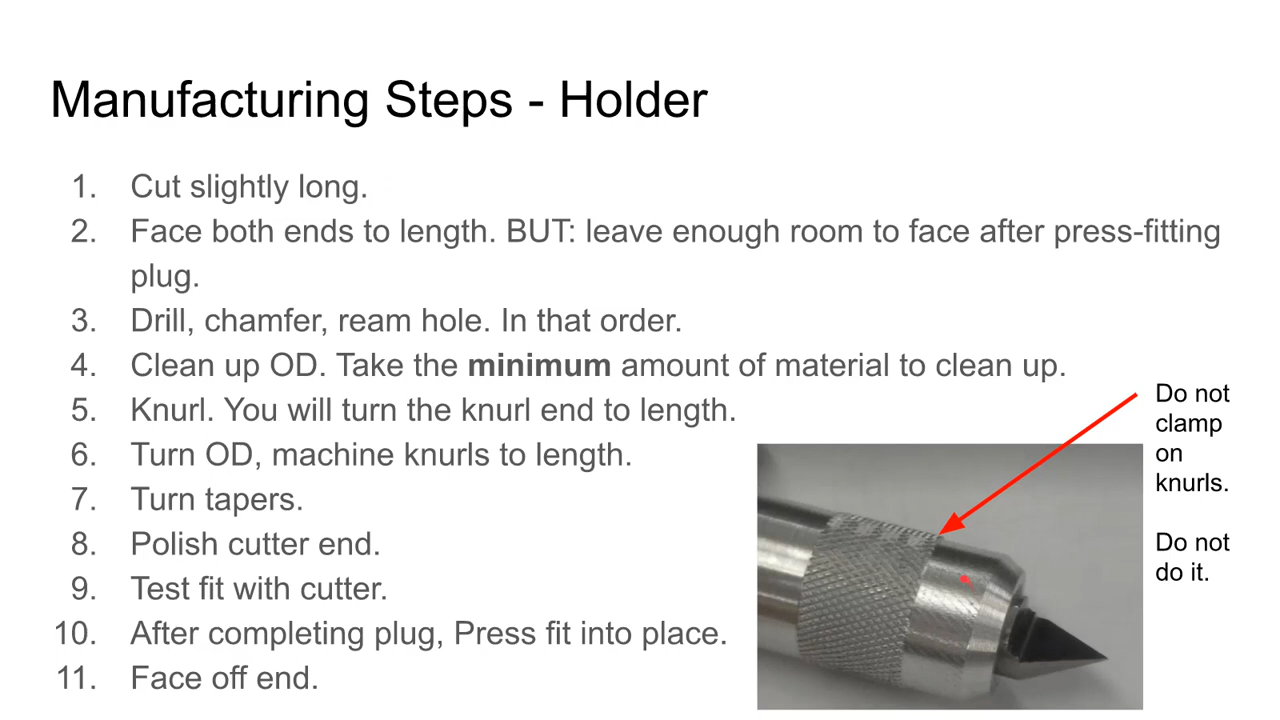 Manufacturing Steps - Holder
1. Cut slightly long.
2. Face both ends to length. BUT: leave enough room to face after press-fitting
plug.
3. Drill, chamfer, ream hole. In that order.
4. Clean up OD. Take the minimum amount of material to clean up.
5. Knurl. You will turn the knurl end to length.
6. Turn OD, machine knurls to length.
7. Turn tapers.
8. Polish cutter end.
9. Test fit with cutter.
10. After completing plug, Press fit into place.
11. Face off end.
Do not
clamp
on
knurls.
Do not
do it.